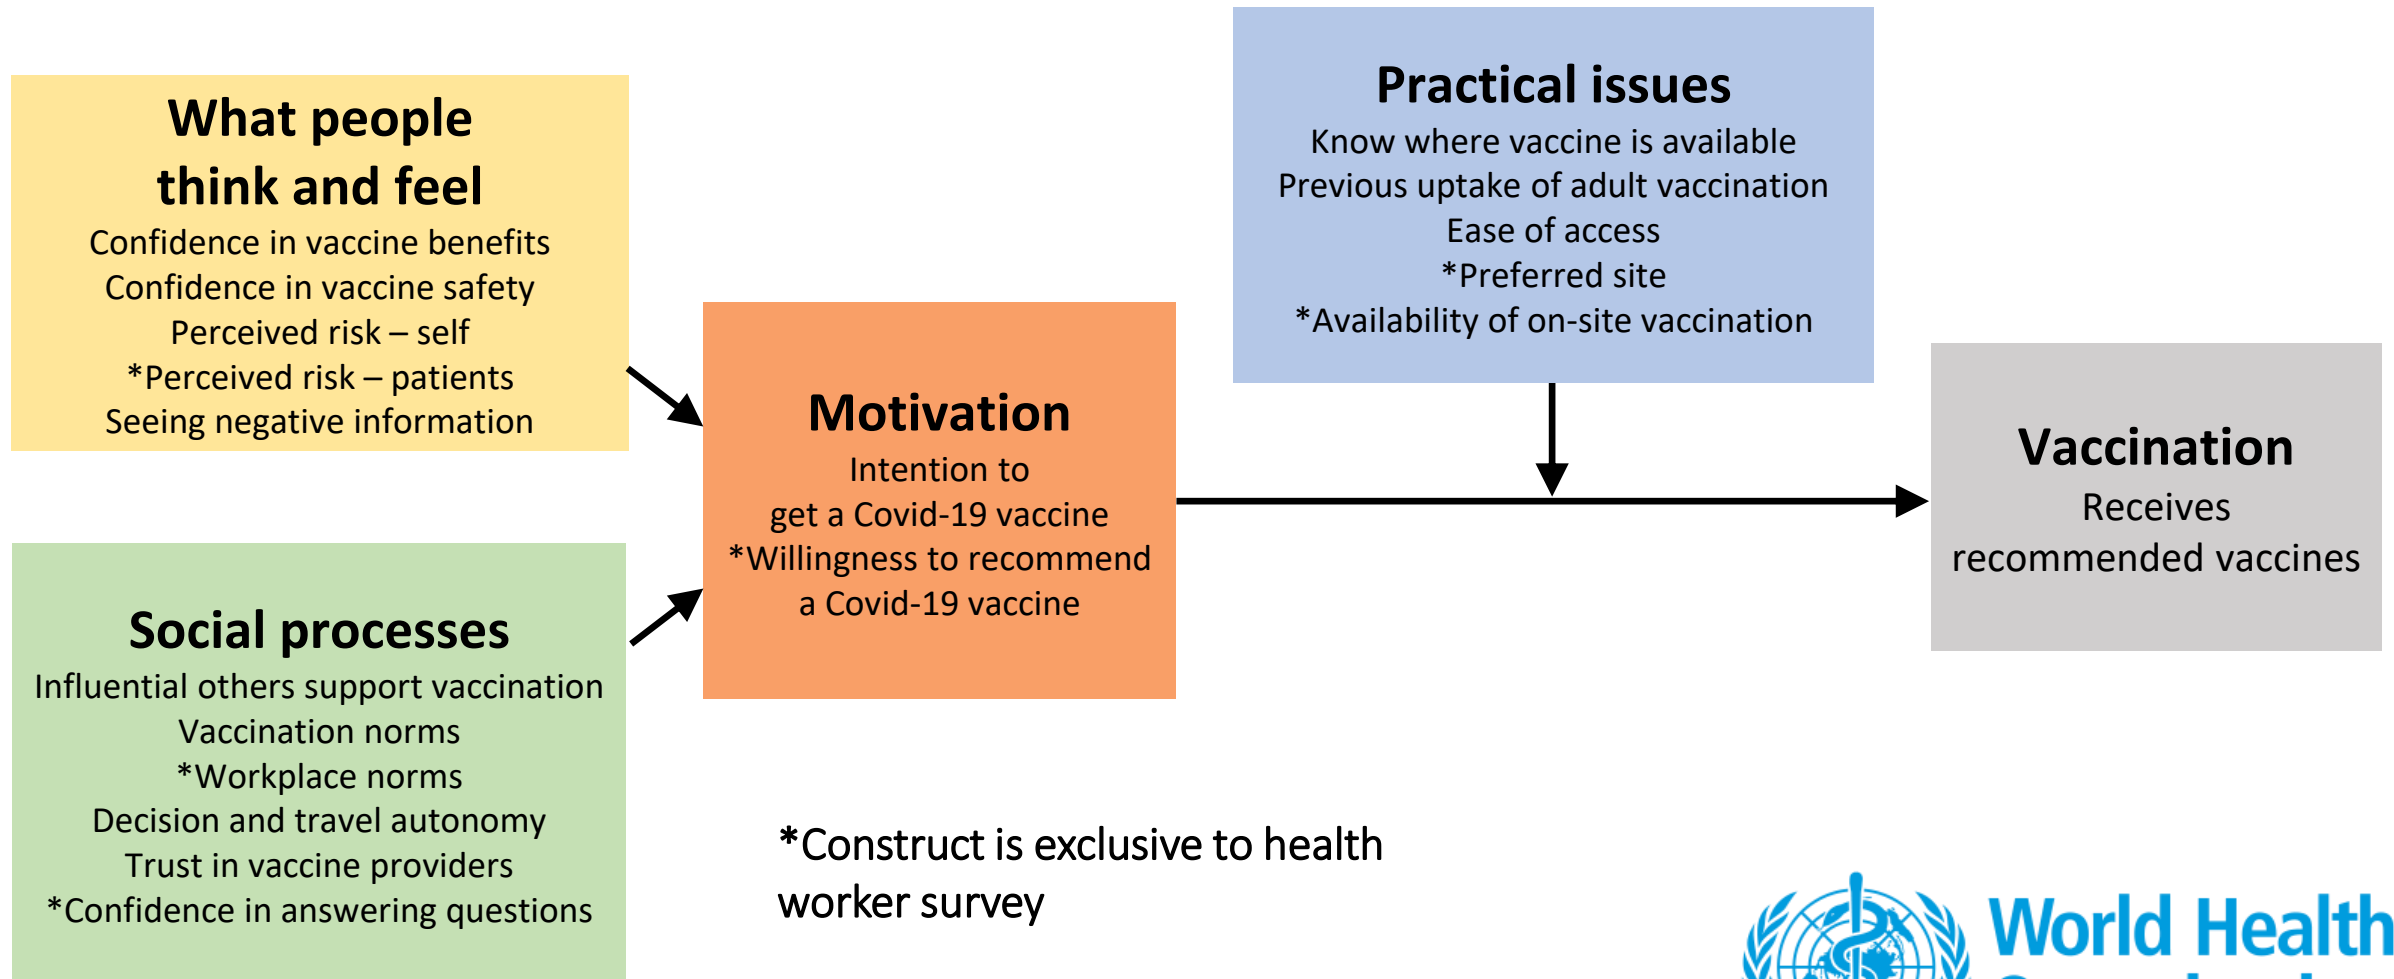 What people
think and feel
Confidence in vaccine benefits
Confidence in vaccine safety
Perceived risk – self
*Perceived risk – patients
Seeing negative information
Social processes
Influential others support vaccination
Vaccination norms
*Workplace norms
Decision and travel autonomy
Trust in vaccine providers
*Confidence in answering questions
Motivation
Intention to
get a Covid-19 vaccine
*Willingness to recommend
a Covid-19 vaccine
Practical issues
Know where vaccine is available
Previous uptake of adult vaccination
Ease of access
*Preferred site
*Availability of on-site vaccination
Vaccination
Receives
recommended vaccines
*Construct is exclusive to health
worker survey
World Health